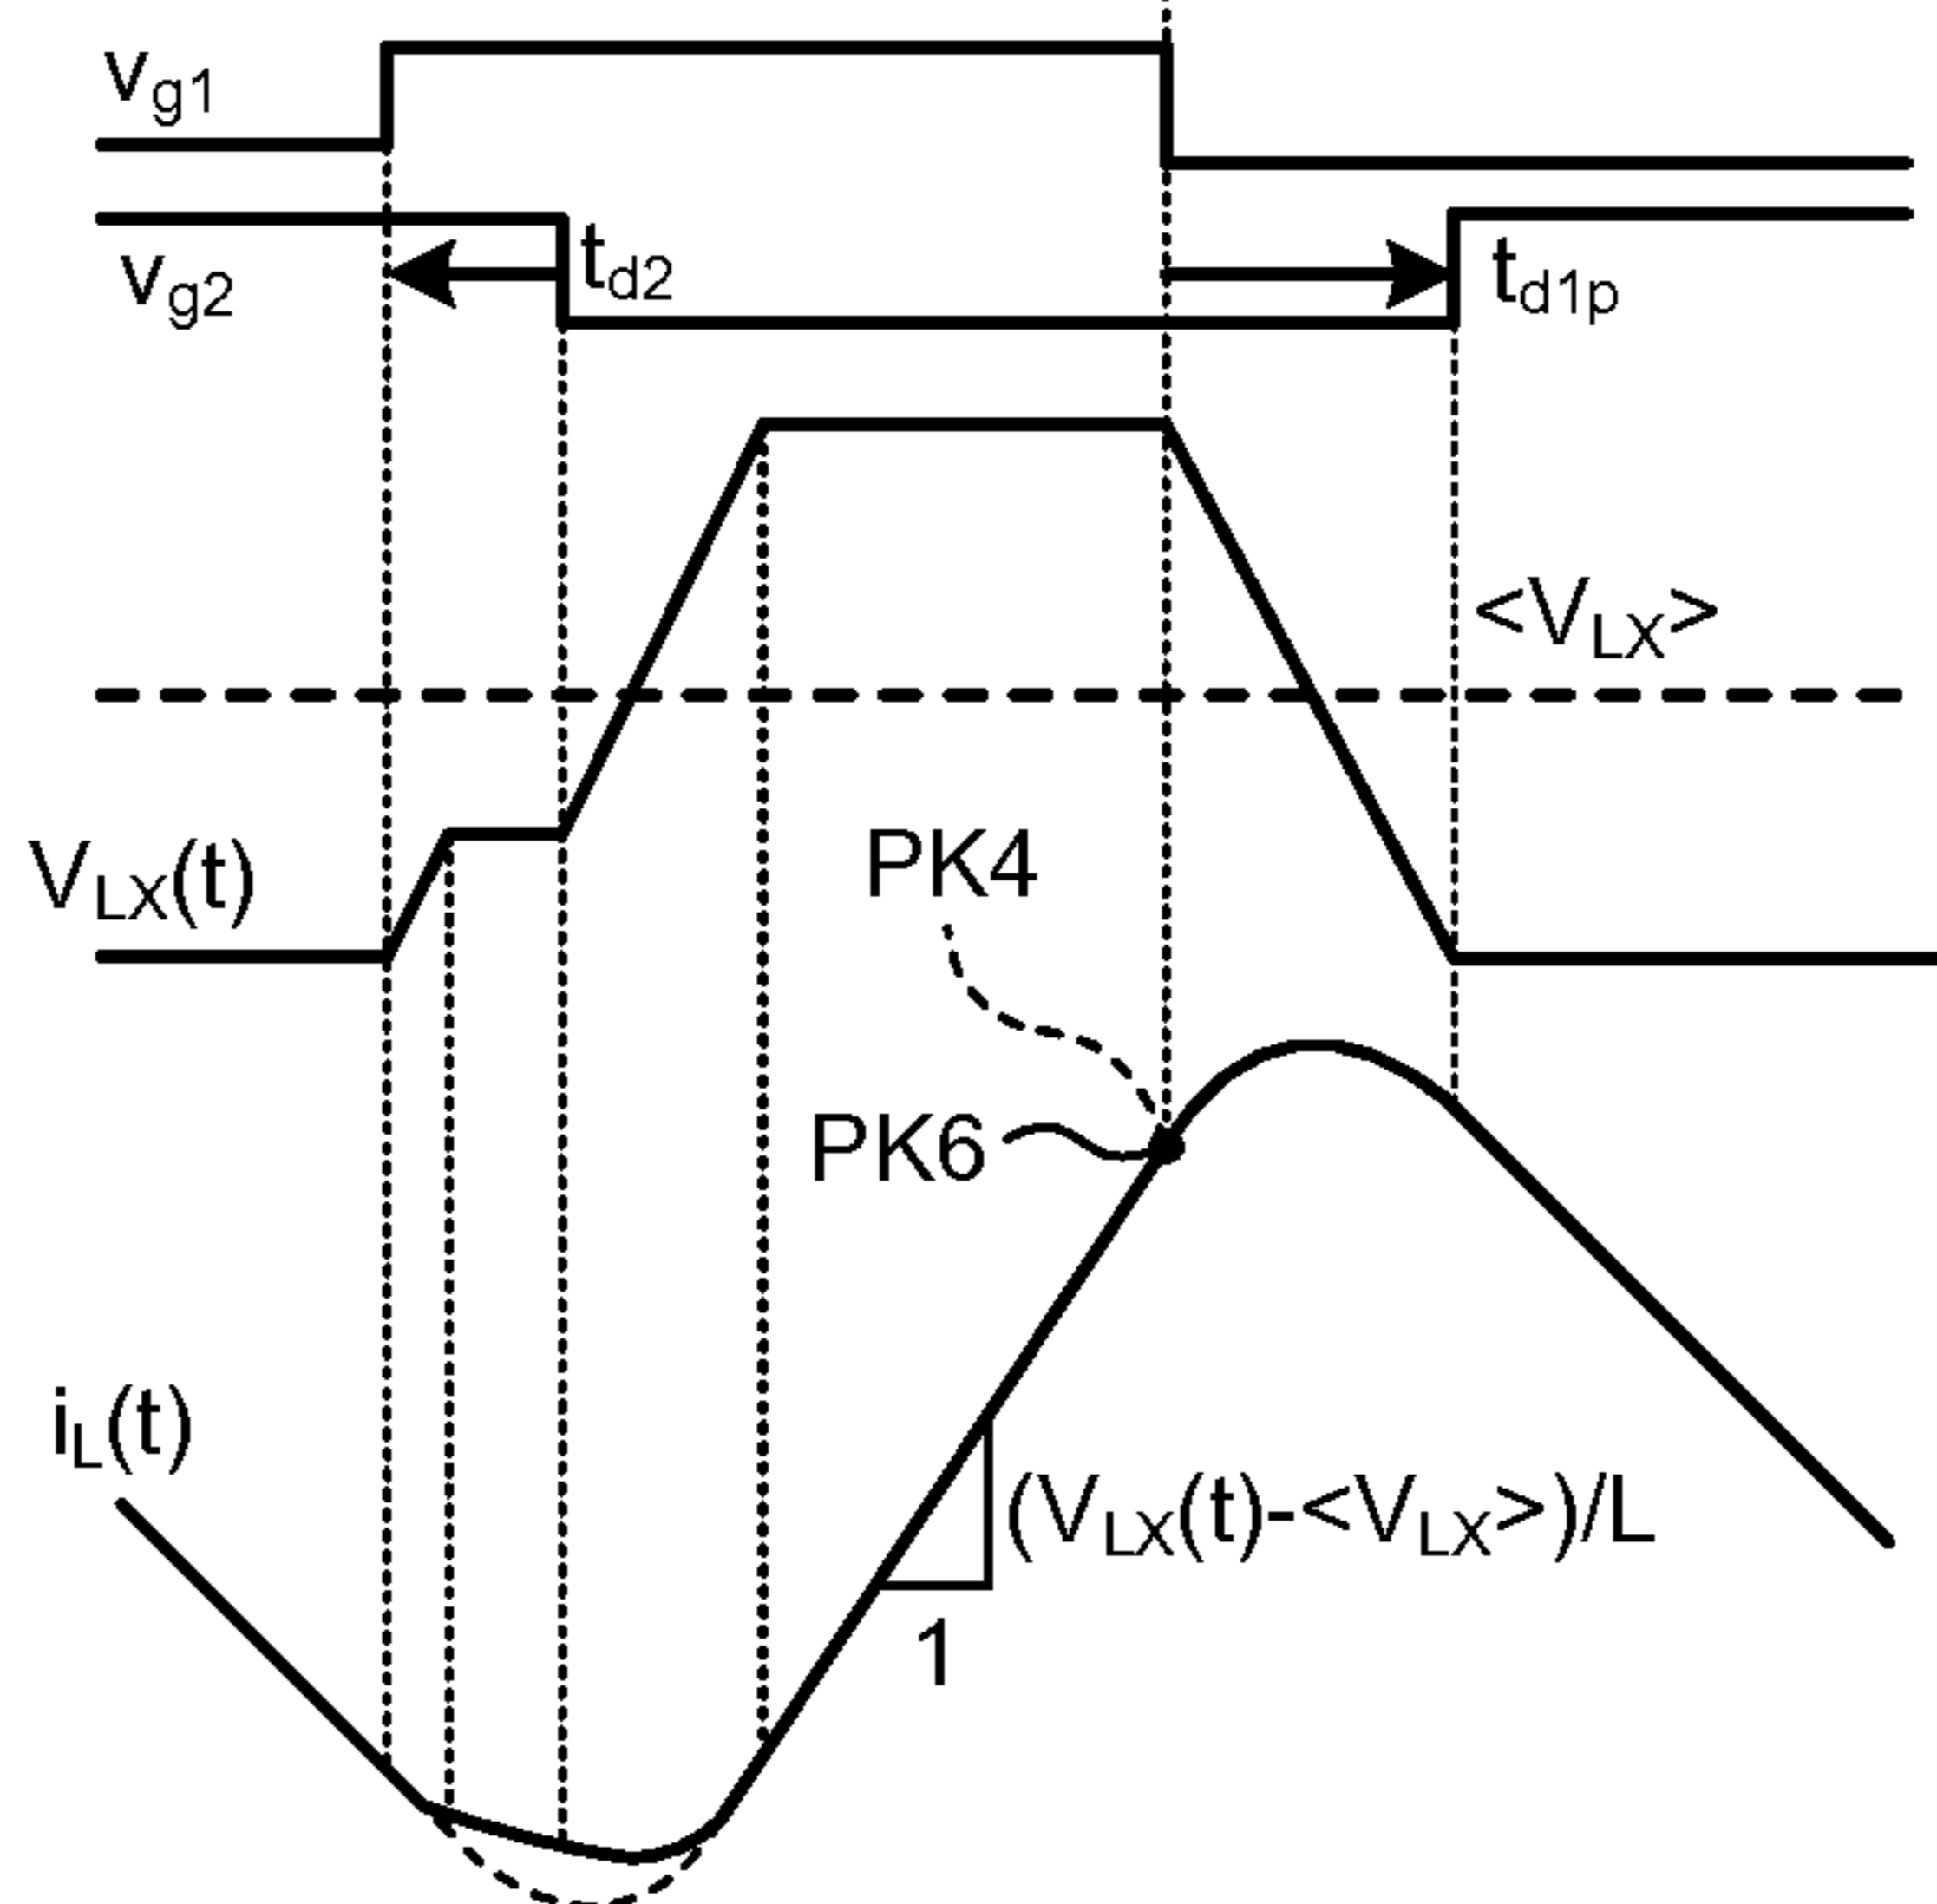 vg1
vg2
td2
td1p
<VLX>
VLX(t)
PK4
PK6
iL(t)
(VLX(t)-<VLX>)/L
1